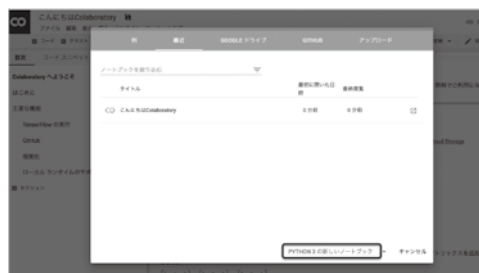 こんにちはColaboratory
ファイル 編集 表示
コード テキスト
例 最近 GOOGLE ドライブ GITHUB アップロード
目次 コード スニペット
ノートブックを絞り込む
Colaboratory へようこそ
タイトル 最初に開いた日時 最終閲覧
はじめに
こんにちはColaboratory 0 分前 0 分前
主要な機能
TensorFlow の実行
GitHub
視覚化
ローカル ランタイムのサポ
セクション
PYTHON 3 の新しいノートブック キャンセル